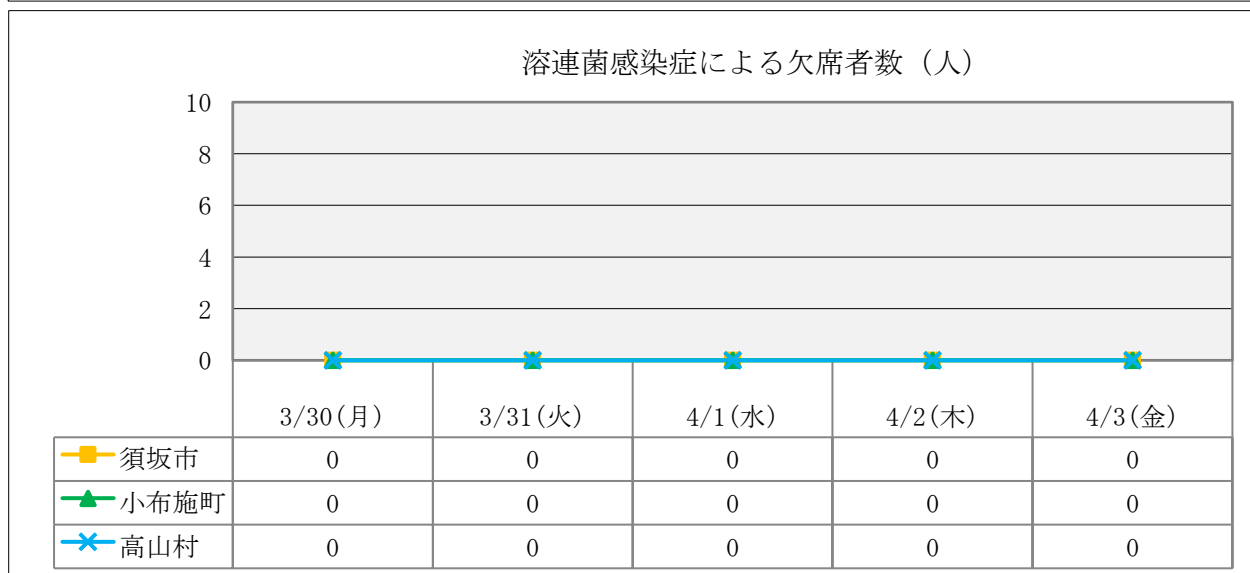 溶連菌感染症による欠席者数（人）
10
8
6
4
2
0
3/30(月) 3/31(火) 4/1(水) 4/2(木) 4/3(金)
須坂市 0 0 0 0 0
小布施町 0 0 0 0 0
高山村 0 0 0 0 0